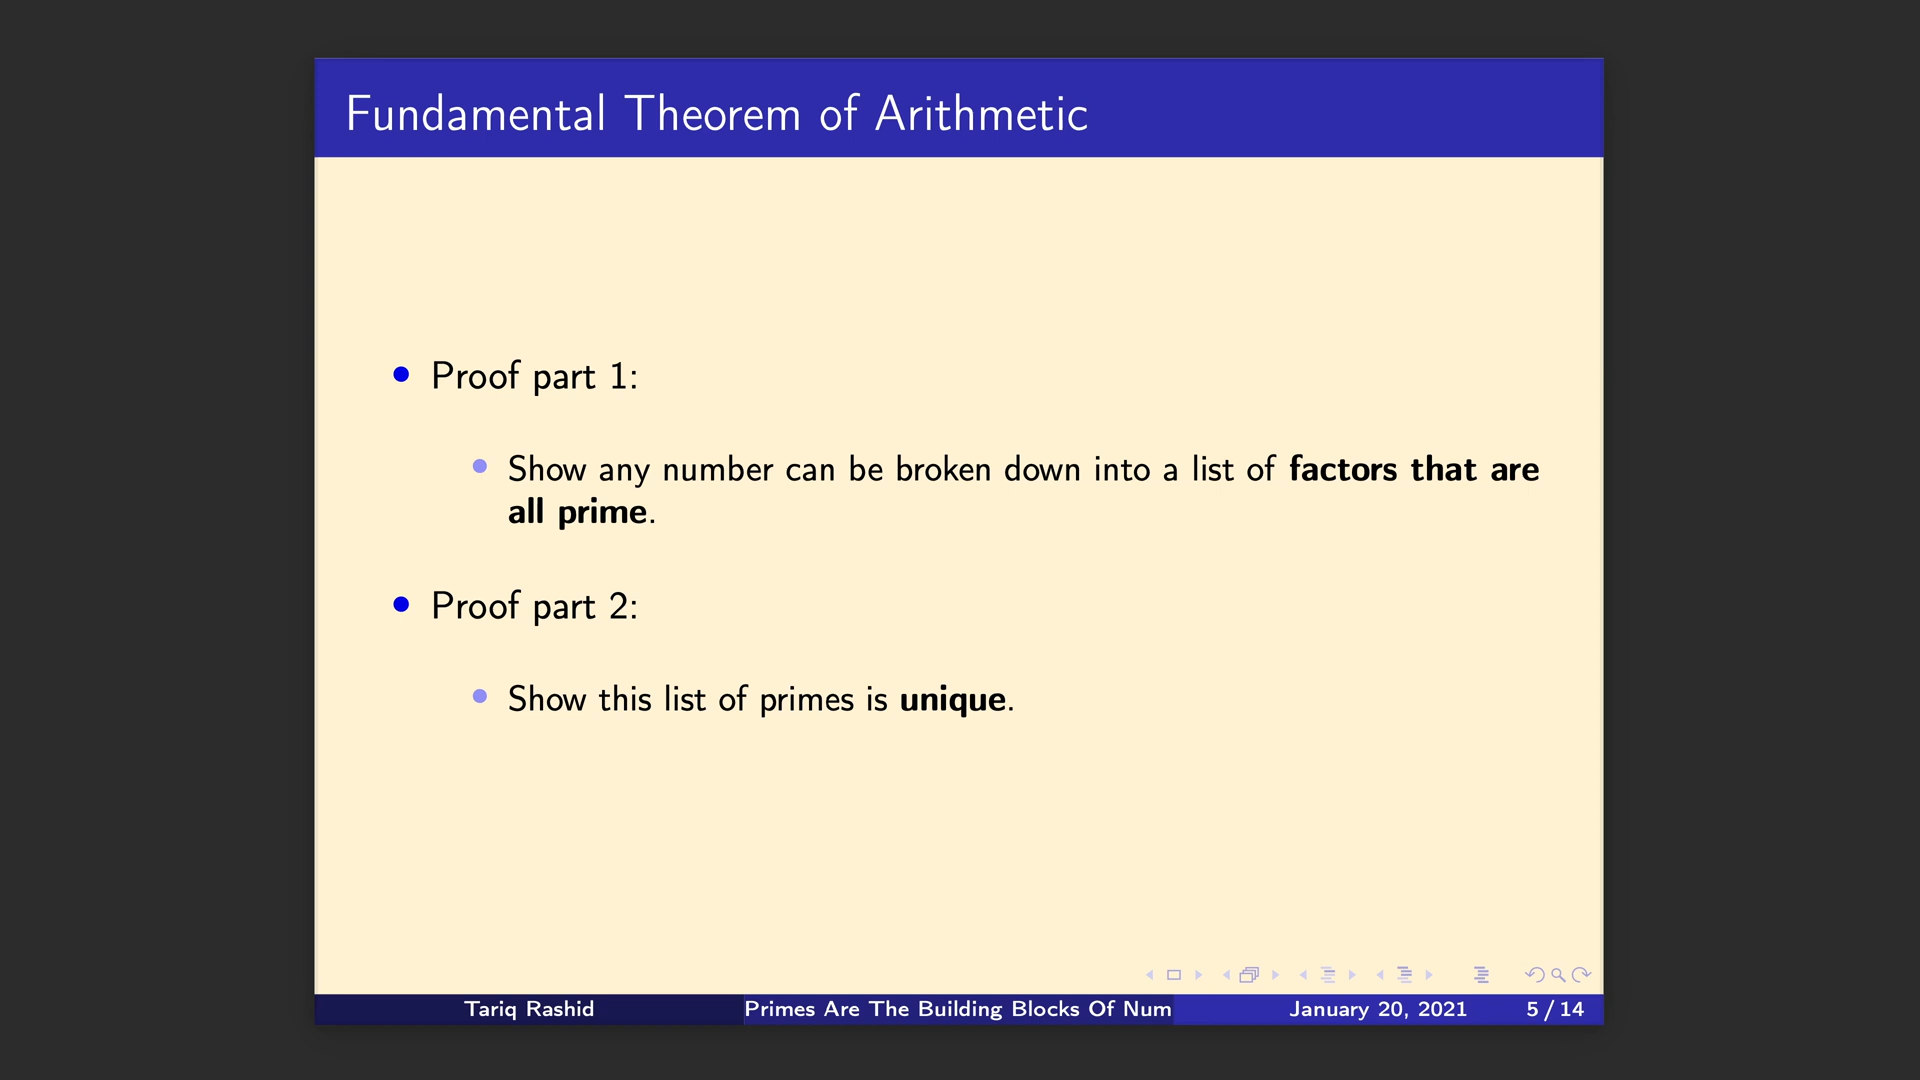 Fundamental Theorem of Arithmetic
• Proof part 1:
• Show any number can be broken down into a list of factors that are
all prime.
• Proof part 2:
• Show this list of primes is unique.
Tariq Rashid Primes Are The Building Blocks Of Num January 20, 2021 5 / 14